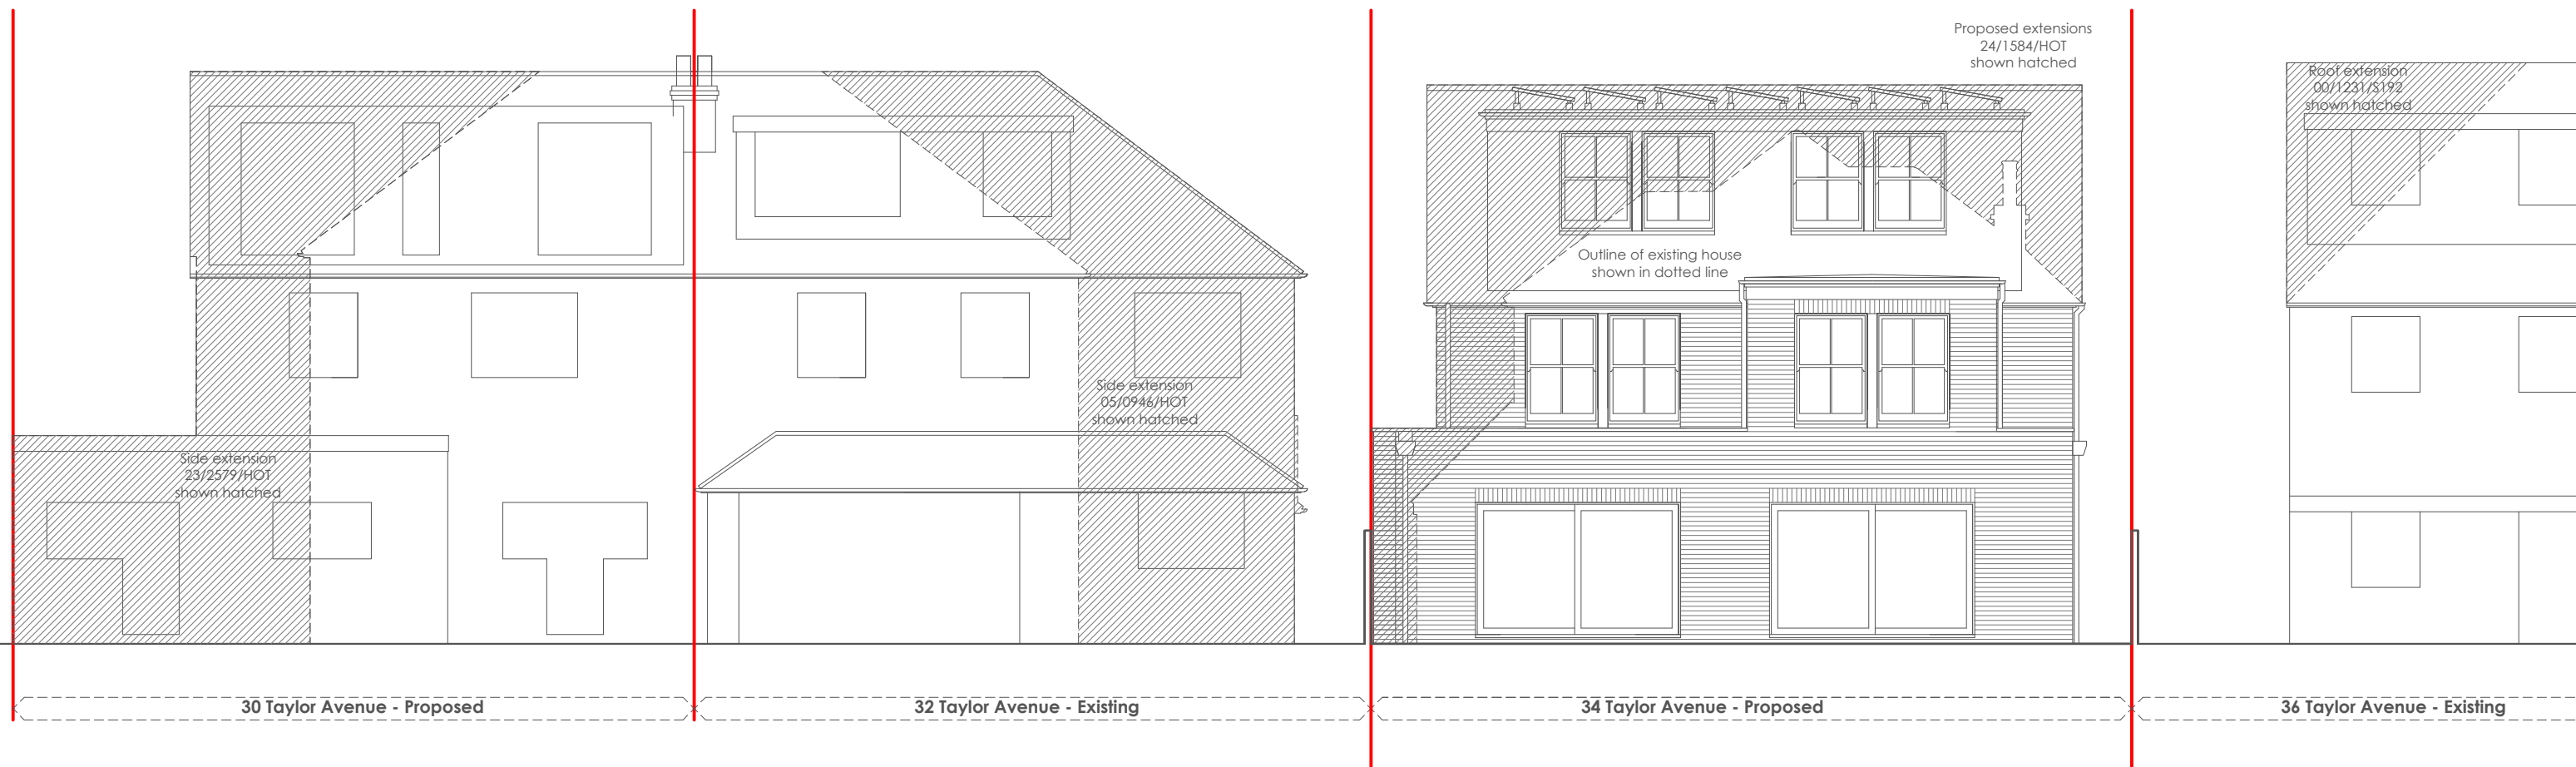 Proposed extensions
24/1584/HOT
shown hatched
Roof extension
00/1231/S192
shown hatched
Outline of existing house
shown in dotted line
Side extension
05/0946/HOT
shown hatched
Side extension
23/2579/HOT
shown hatched
30 Taylor Avenue - Proposed
32 Taylor Avenue - Existing
34 Taylor Avenue - Proposed
36 Taylor Avenue - Existing